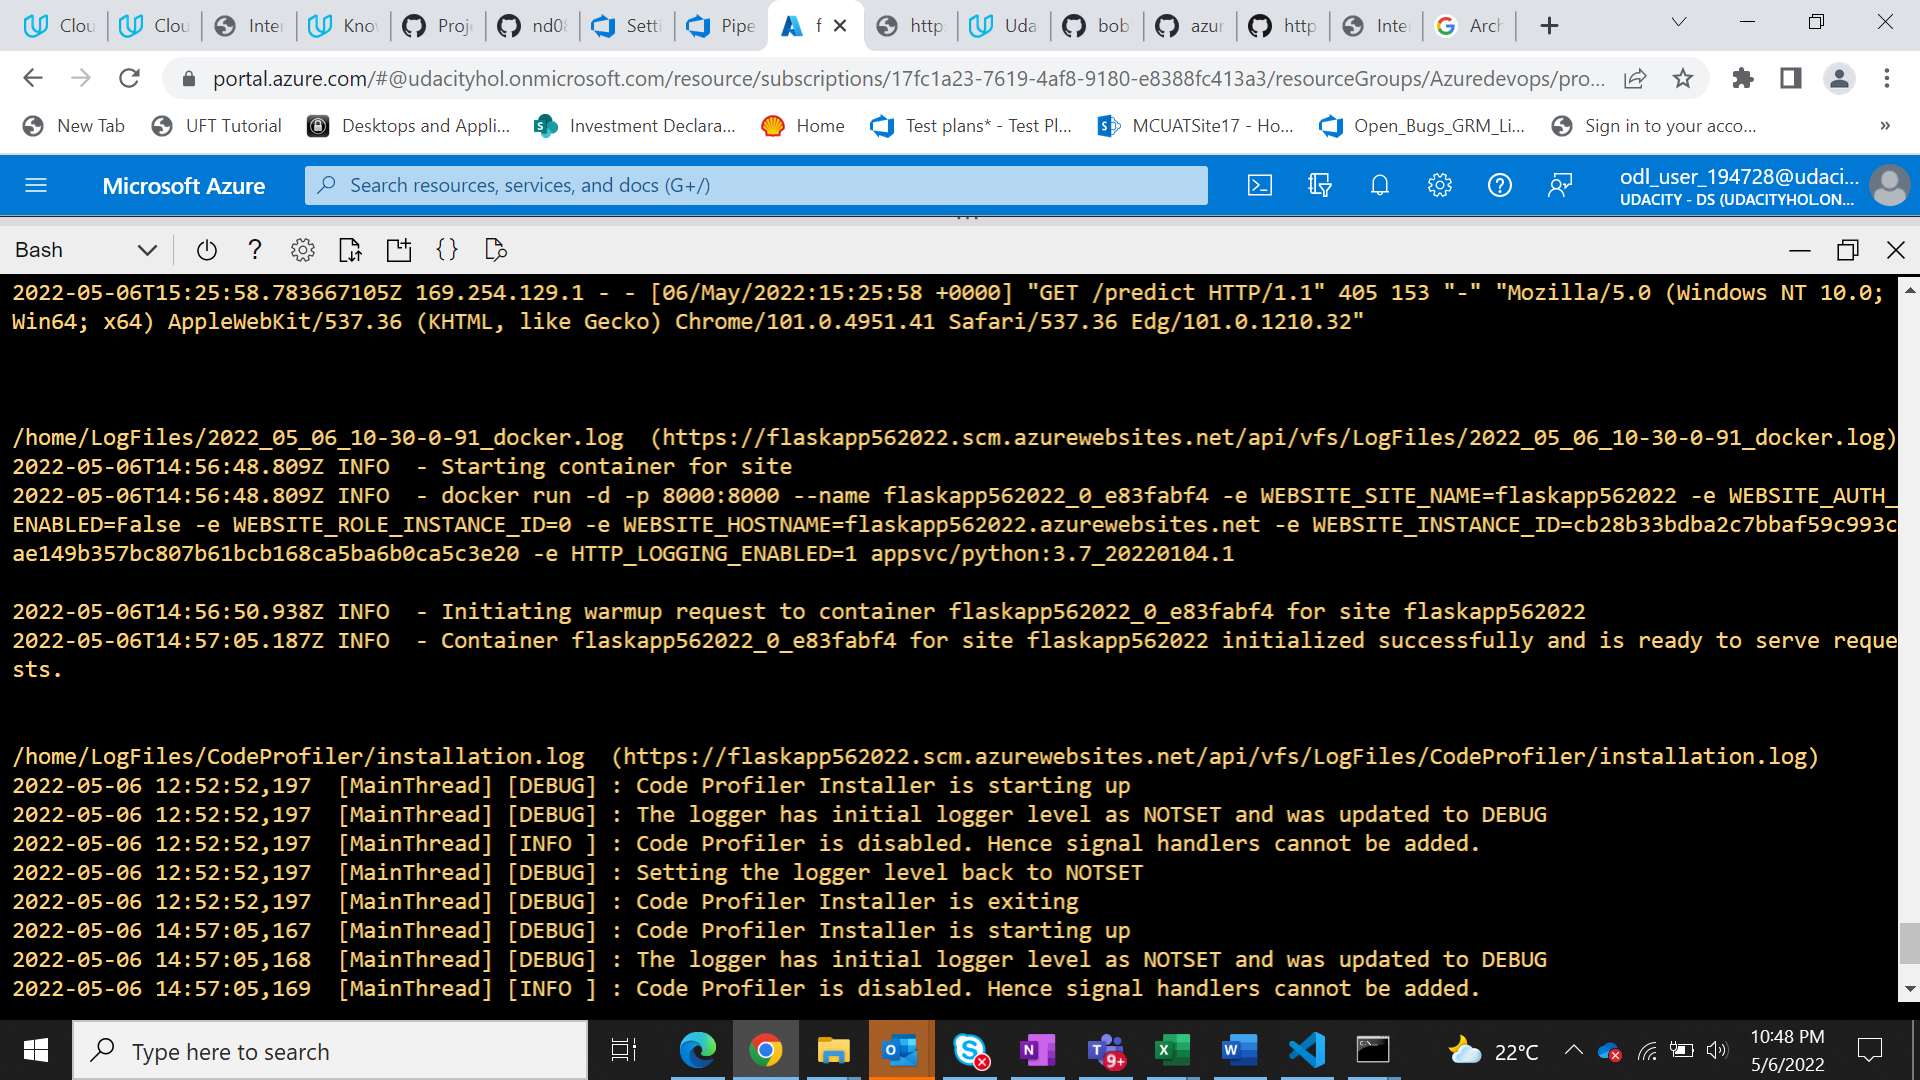 Clou
Clou
Inter
Kno
Proje
nd08
Setti
Pipe
f
http
Uda
bob
azur
http
Inter
Arch
portal.azure.com/#@udacityhol.onmicrosoft.com/resource/subscriptions/17fc1a23-7619-4af8-9180-e8388fc413a3/resourceGroups/Azuredevops/pro...
New Tab
UFT Tutorial
Desktops and Appli...
Investment Declara...
Home
Test plans* - Test Pl...
MCUATSite17 - Ho...
Open_Bugs_GRM_Li...
Sign in to your acco...
»
Microsoft Azure
Search resources, services, and docs (G+/)
odl_user_194728@udaci...
UDACITY - DS (UDACITYHOL.ON...
Bash
2022-05-06T15:25:58.783667105Z 169.254.129.1 - - [06/May/2022:15:25:58 +0000] "GET /predict HTTP/1.1" 405 153 "-" "Mozilla/5.0 (Windows NT 10.0;
Win64; x64) AppleWebKit/537.36 (KHTML, like Gecko) Chrome/101.0.4951.41 Safari/537.36 Edg/101.0.1210.32"
/home/LogFiles/2022_05_06_10-30-0-91_docker.log  (https://flaskapp562022.scm.azurewebsites.net/api/vfs/LogFiles/2022_05_06_10-30-0-91_docker.log)
2022-05-06T14:56:48.809Z INFO  - Starting container for site
2022-05-06T14:56:48.809Z INFO  - docker run -d -p 8000:8000 --name flaskapp562022_0_e83fabf4 -e WEBSITE_SITE_NAME=flaskapp562022 -e WEBSITE_AUTH_
ENABLED=False -e WEBSITE_ROLE_INSTANCE_ID=0 -e WEBSITE_HOSTNAME=flaskapp562022.azurewebsites.net -e WEBSITE_INSTANCE_ID=cb28b33bdba2c7bbaf59c993c
ae149b357bc807b61bcb168ca5ba6b0ca5c3e20 -e HTTP_LOGGING_ENABLED=1 appsvc/python:3.7_20220104.1
2022-05-06T14:56:50.938Z INFO  - Initiating warmup request to container flaskapp562022_0_e83fabf4 for site flaskapp562022
2022-05-06T14:57:05.187Z INFO  - Container flaskapp562022_0_e83fabf4 for site flaskapp562022 initialized successfully and is ready to serve reque
sts.
/home/LogFiles/CodeProfiler/installation.log  (https://flaskapp562022.scm.azurewebsites.net/api/vfs/LogFiles/CodeProfiler/installation.log)
2022-05-06 12:52:52,197  [MainThread] [DEBUG] : Code Profiler Installer is starting up
2022-05-06 12:52:52,197  [MainThread] [DEBUG] : The logger has initial logger level as NOTSET and was updated to DEBUG
2022-05-06 12:52:52,197  [MainThread] [INFO ] : Code Profiler is disabled. Hence signal handlers cannot be added.
2022-05-06 12:52:52,197  [MainThread] [DEBUG] : Setting the logger level back to NOTSET
2022-05-06 12:52:52,197  [MainThread] [DEBUG] : Code Profiler Installer is exiting
2022-05-06 14:57:05,167  [MainThread] [DEBUG] : Code Profiler Installer is starting up
2022-05-06 14:57:05,168  [MainThread] [DEBUG] : The logger has initial logger level as NOTSET and was updated to DEBUG
2022-05-06 14:57:05,169  [MainThread] [INFO ] : Code Profiler is disabled. Hence signal handlers cannot be added.
Type here to search
9+
22°C
10:48 PM
5/6/2022